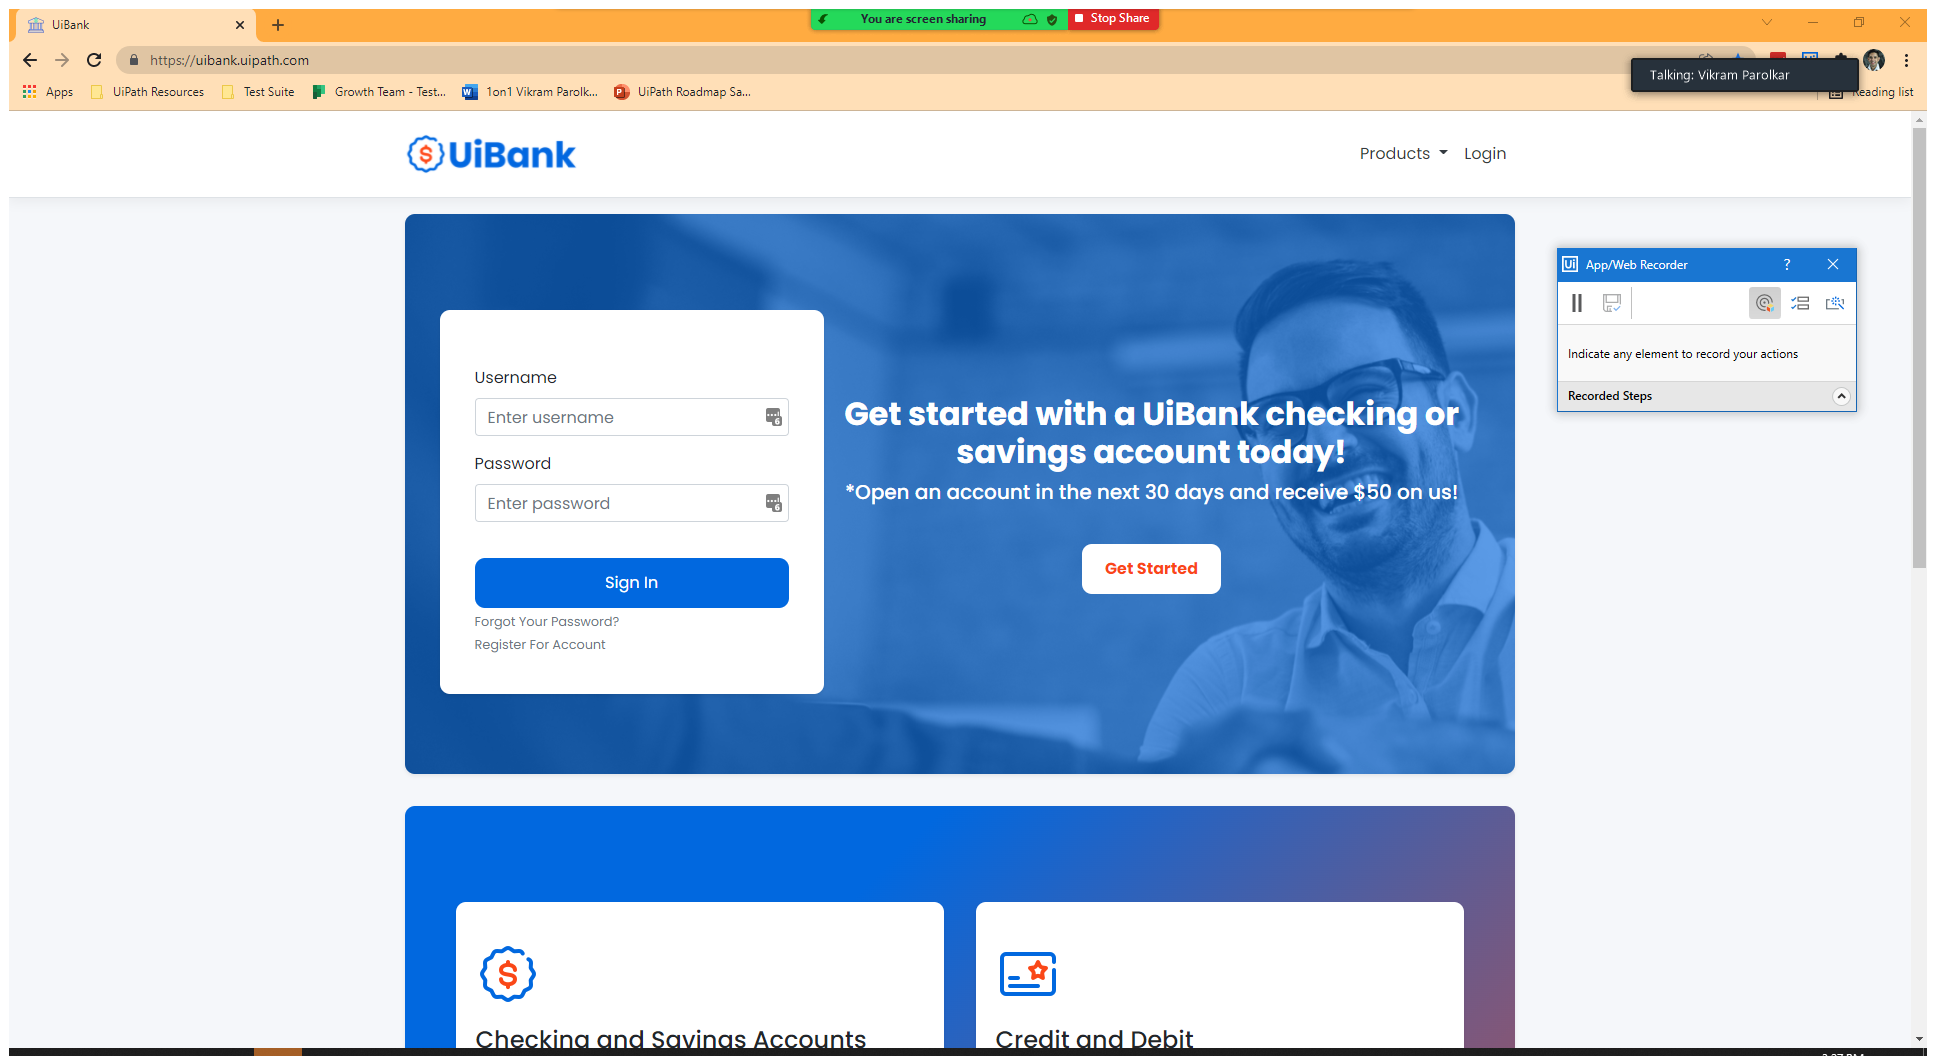 UiBank
You are screen sharing
Stop Share
https://uibank.uipath.com
Talking: Vikram Parolkar
Apps
UiPath Resources
Test Suite
Growth Team - Test...
1on1 Vikram Parolk...
UiPath Roadmap Sa...
Reading list
UiBank
Products
Login
Ui App/Web Recorder ?
Indicate any element to record your actions
Recorded Steps
Username
Enter username
Password
Enter password
Sign In
Forgot Your Password?
Register For Account
Get started with a UiBank checking or
savings account today!
*Open an account in the next 30 days and receive $50 on us!
Get Started
Checking and Savings Accounts
Credit and Debit